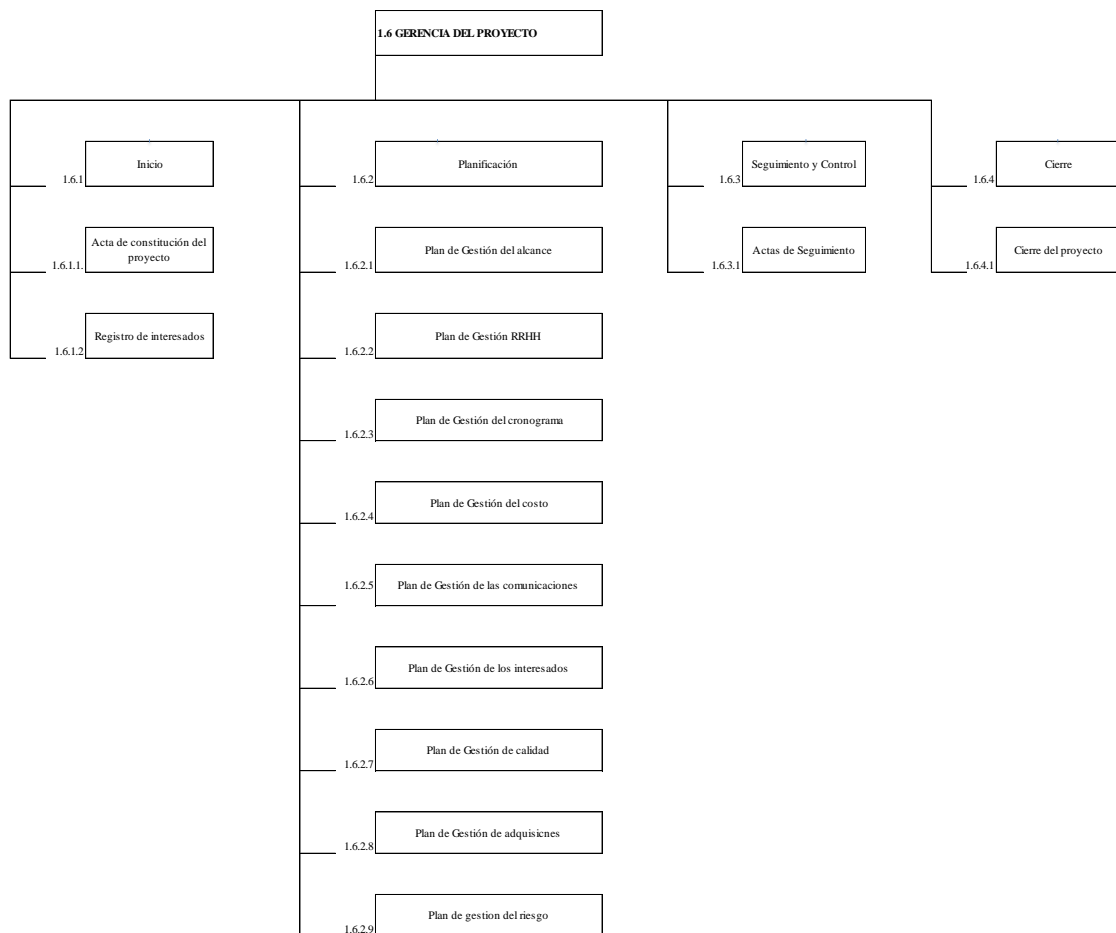 1.6 GERENCIA DEL PROYECTO
Inicio
1.6.1
Acta de constitución del
proyecto
1.6.1.1.
Registro de interesados
1.6.1.2
Planificación
1.6.2
Plan de Gestión del alcance
1.6.2.1
Plan de Gestión RRHH
1.6.2.2
Plan de Gestión del cronograma
1.6.2.3
Plan de Gestión del costo
1.6.2.4
Plan de Gestión de las comunicaciones
1.6.2.5
Plan de Gestión de los interesados
1.6.2.6
Plan de Gestión de calidad
1.6.2.7
Plan de Gestión de adquisicnes
1.6.2.8
Plan de gestion del riesgo
1.6.2.9
Seguimiento y Control
1.6.3
Actas de Seguimiento
1.6.3.1
Cierre
1.6.4
Cierre del proyecto
1.6.4.1